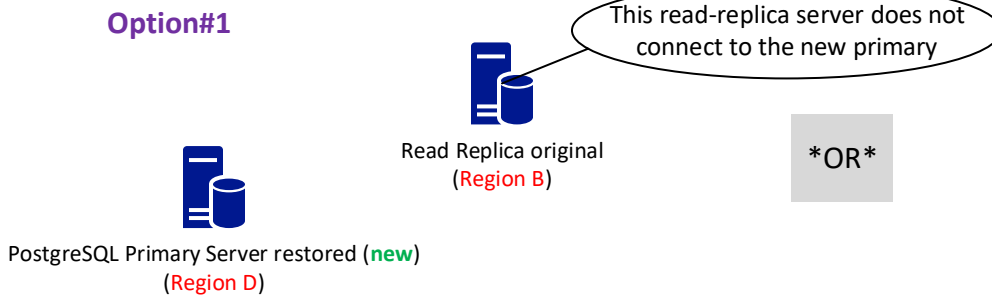 Option#1
This read-replica server does not
connect to the new primary
Read Replica original
(Region B)
*OR*
PostgreSQL Primary Server restored (new)
(Region D)